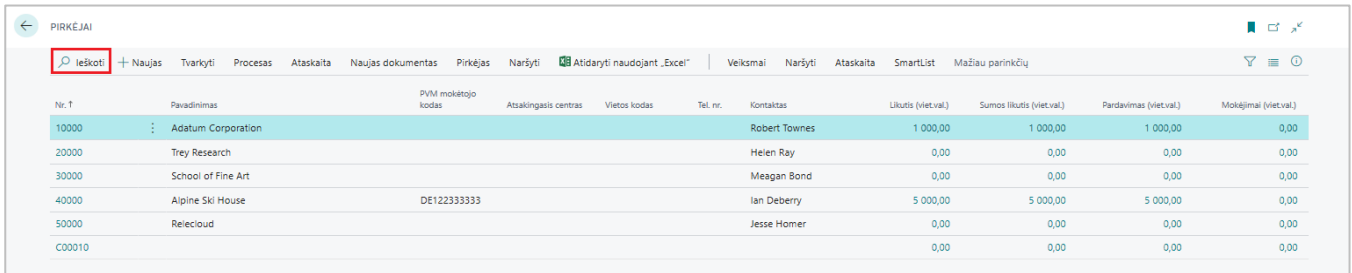 PIRKĖJAI
Ieškoti Naujas Tvarkyti Procesas Ataskaita Naujas dokumentas Pirkėjas Naršyti Atidaryti naudojant „Excel“ Veiksmai Naršyti Ataskaita SmartList Mažiau parinkčių
Nr. ↑ Pavadinimas PVM mokėtojo kodas Atsakingasis centras Vietos kodas Tel. nr. Kontaktas Likutis (viet.val.) Sumos likutis (viet.val.) Pardavimas (viet.val.) Mokėjimai (viet.val.)
10000 Adatum Corporation Robert Townes 1 000,00 1 000,00 1 000,00 0,00
20000 Trey Research Helen Ray 0,00 0,00 0,00 0,00
30000 School of Fine Art Meagan Bond 0,00 0,00 0,00 0,00
40000 Alpine Ski House DE122333333 Ian Deberry 5 000,00 5 000,00 5 000,00 0,00
50000 Relecloud Jesse Homer 0,00 0,00 0,00 0,00
C00010 0,00 0,00 0,00 0,00